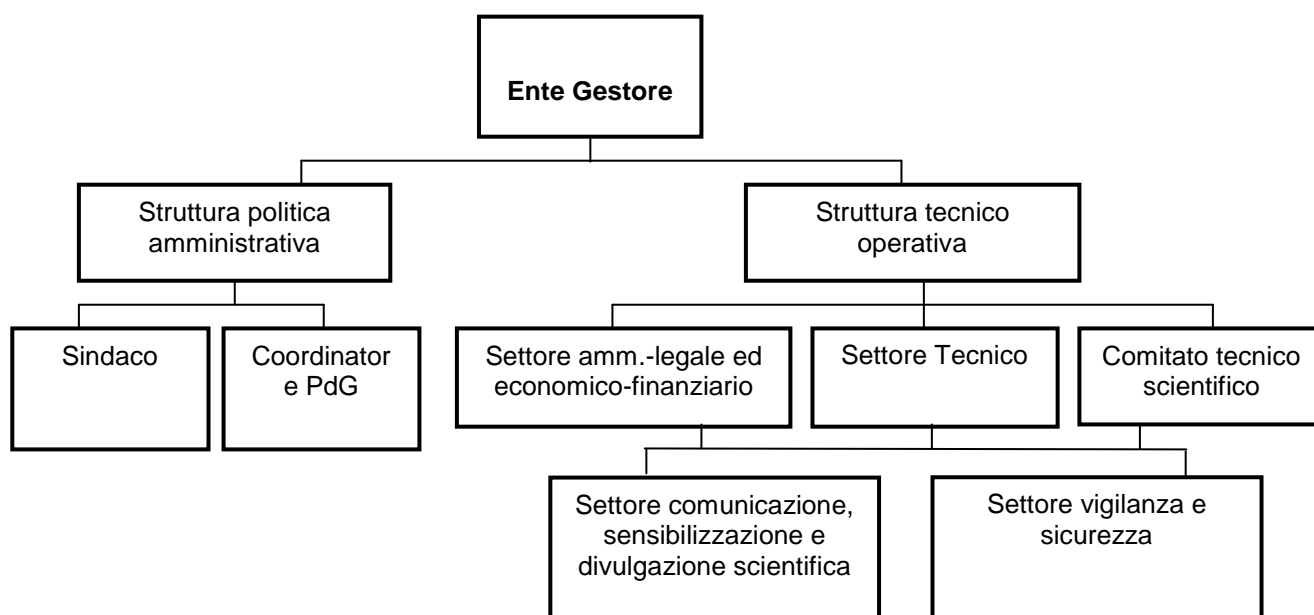 Ente Gestore
Struttura politica
amministrativa
Struttura tecnico
operativa
Sindaco
Coordinator
e PdG
Settore amm.-legale ed
economico-finanziario
Settore Tecnico
Comitato tecnico
scientifico
Settore comunicazione,
sensibilizzazione e
divulgazione scientifica
Settore vigilanza e
sicurezza